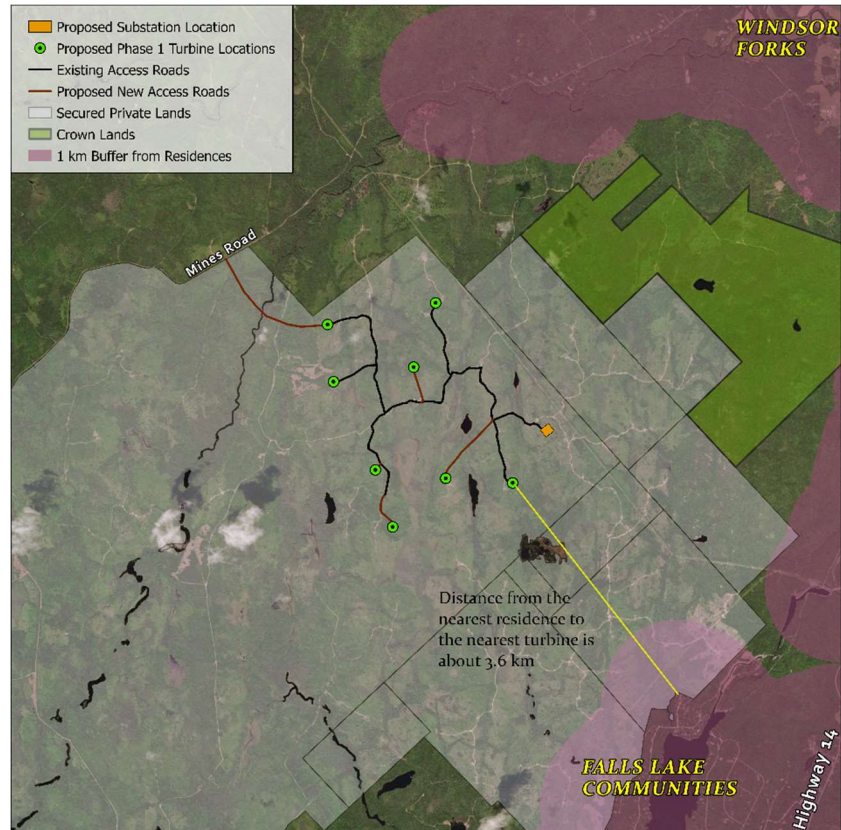 Proposed Substation Location
Proposed Phase 1 Turbine Locations
Existing Access Roads
Proposed New Access Roads
Secured Private Lands
Crown Lands
1 km Buffer from Residences
WINDSOR
FORKS
Mines Road
Distance from the
nearest residence to
the nearest turbine is
about 3.6 km
FALLS LAKE
COMMUNITIES
Highway 14